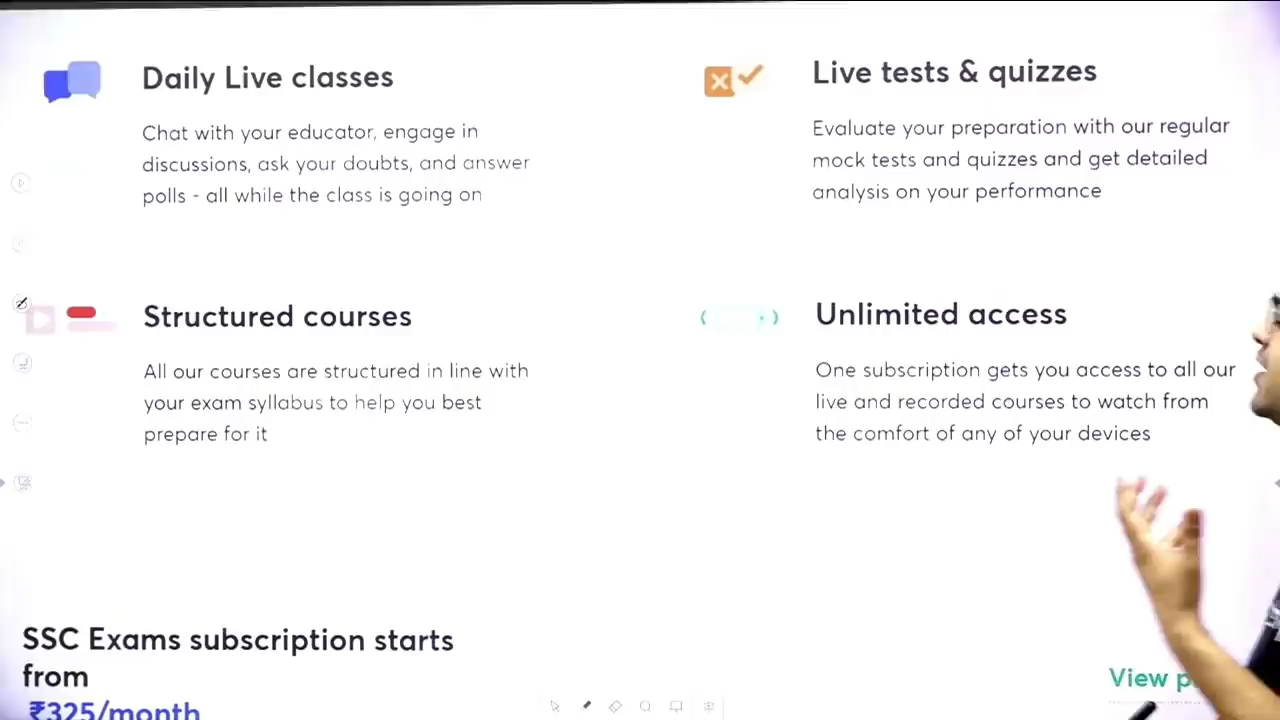 Daily Live classes
Chat with your educator, engage in
discussions, ask your doubts, and answer
polls - all while the class is going on
Live tests & quizzes
Evaluate your preparation with our regular
mock tests and quizzes and get detailed
analysis on your performance
Structured courses
All our courses are structured in line with
your exam syllabus to help you best
prepare for it
Unlimited access
One subscription gets you access to all our
live and recorded courses to watch from
the comfort of any of your devices
SSC Exams subscription starts
from
₹325/month
View